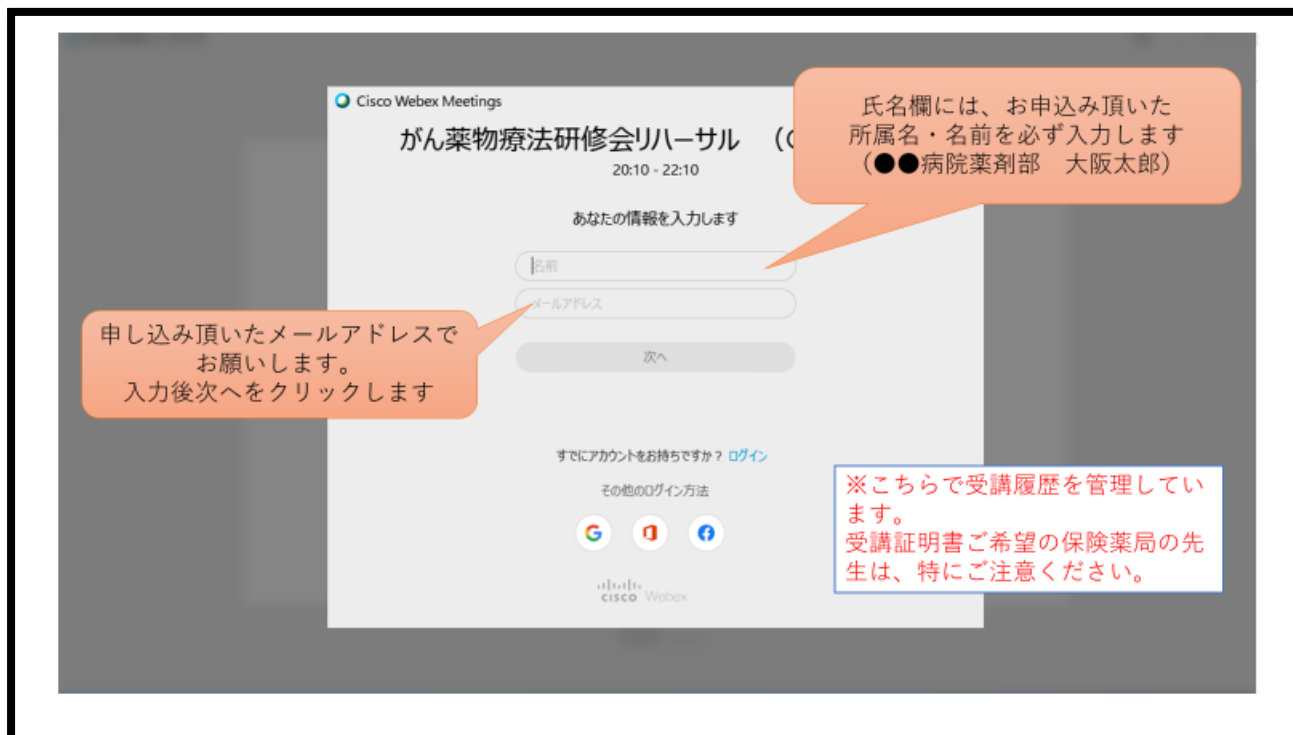 Cisco Webex Meetings
がん薬物療法研修会リハーサル （
20:10 - 22:10
氏名欄には、お申込み頂いた
所属名・名前を必ず入力します
（●●病院薬剤部　大阪太郎）
あなたの情報を入力します
名前
メールアドレス
申し込み頂いたメールアドレスで
お願いします。
入力後次へをクリックします
次へ
すでにアカウントをお持ちですか？ ログイン
その他のログイン方法
※こちらで受講履歴を管理してい
ます。
受講証明書ご希望の保険薬局の先
生は、特にご注意ください。
cisco Webex